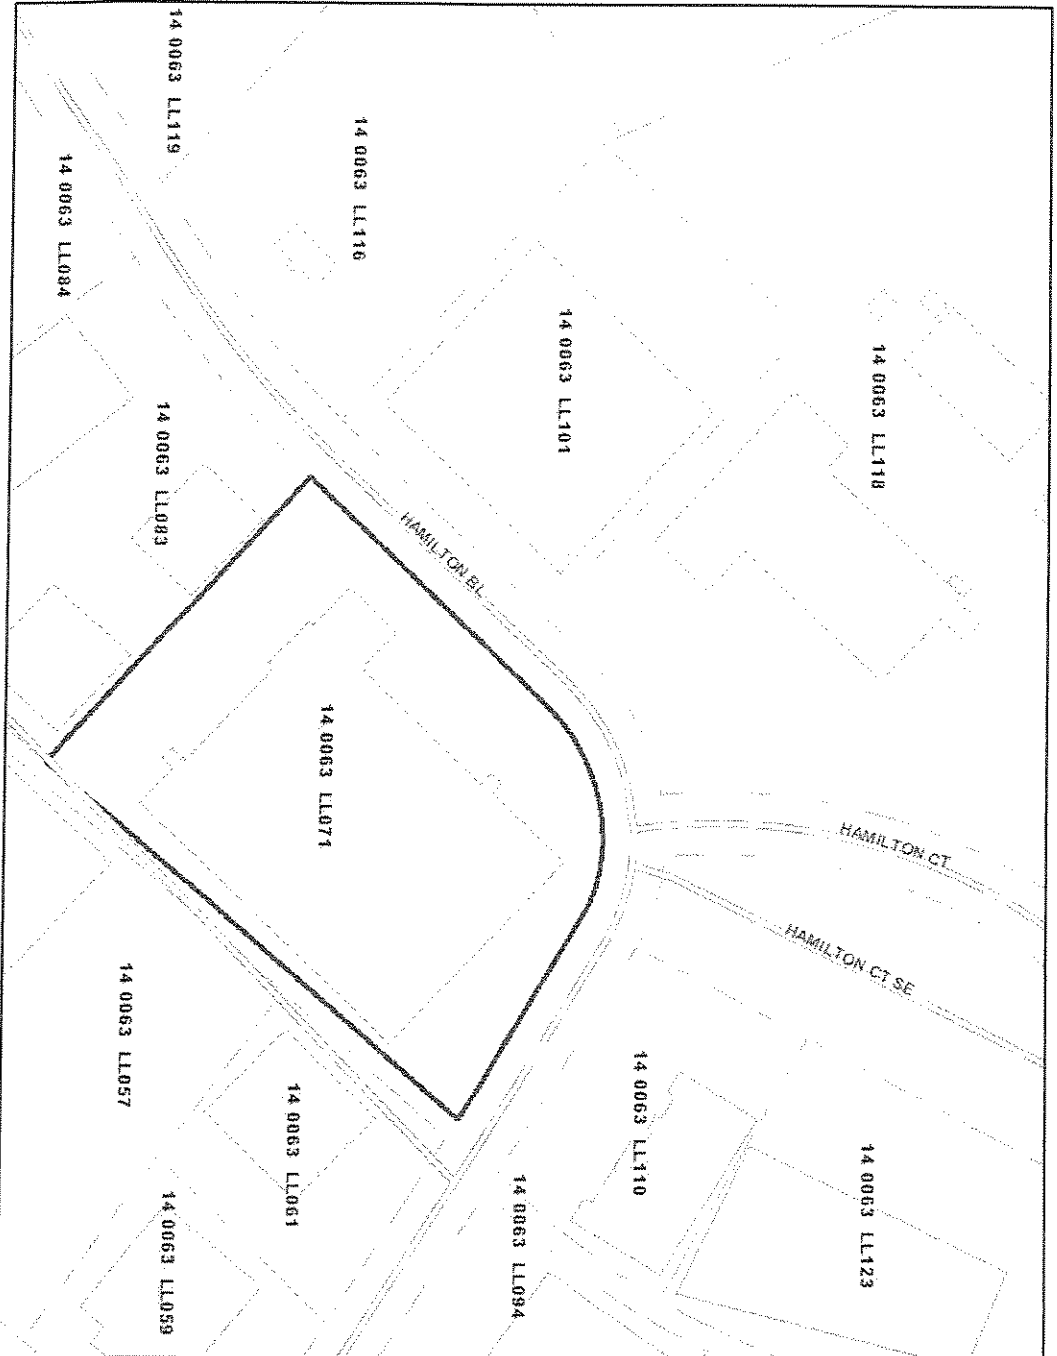 14 0063 LL119
14 0063 LL084
14 0063 LL116
14 0063 LL101
14 0063 LL118
14 0063 LL083
HAMILTON BL
14 0063 LL071
HAMILTON CT
HAMILTON CT SE
14 0063 LL057
14 0063 LL061
14 0063 LL059
14 0063 LL110
14 0063 LL094
14 0063 LL123